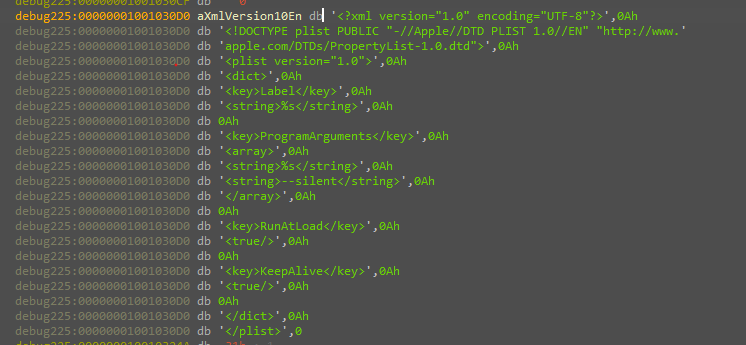 debug225:00000001001030CF db    0
debug225:00000001001030D0 aXmlVersion10En db '<?xml version="1.0" encoding="UTF-8"?>',0Ah
debug225:00000001001030D0 db '<!DOCTYPE plist PUBLIC "-//Apple//DTD PLIST 1.0//EN" "http://www.'
debug225:00000001001030D0 db 'apple.com/DTDs/PropertyList-1.0.dtd">',0Ah
debug225:00000001001030D0 db '<plist version="1.0">',0Ah
debug225:00000001001030D0 db '<dict>',0Ah
debug225:00000001001030D0 db '<key>Label</key>',0Ah
debug225:00000001001030D0 db '<string>%s</string>',0Ah
debug225:00000001001030D0 db 0Ah
debug225:00000001001030D0 db '<key>ProgramArguments</key>',0Ah
debug225:00000001001030D0 db '<array>',0Ah
debug225:00000001001030D0 db '<string>%s</string>',0Ah
debug225:00000001001030D0 db '<string>--silent</string>',0Ah
debug225:00000001001030D0 db '</array>',0Ah
debug225:00000001001030D0 db 0Ah
debug225:00000001001030D0 db '<key>RunAtLoad</key>',0Ah
debug225:00000001001030D0 db '<true/>',0Ah
debug225:00000001001030D0 db 0Ah
debug225:00000001001030D0 db '<key>KeepAlive</key>',0Ah
debug225:00000001001030D0 db '<true/>',0Ah
debug225:00000001001030D0 db 0Ah
debug225:00000001001030D0 db '</dict>',0Ah
debug225:00000001001030D0 db '</plist>',0